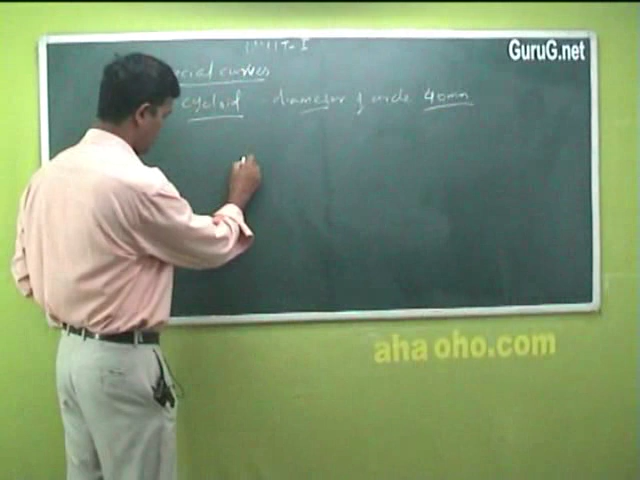 UNIT-I
GuruG.net
ecial curves
cycloid diameter of circle 40mm
aha oho.com